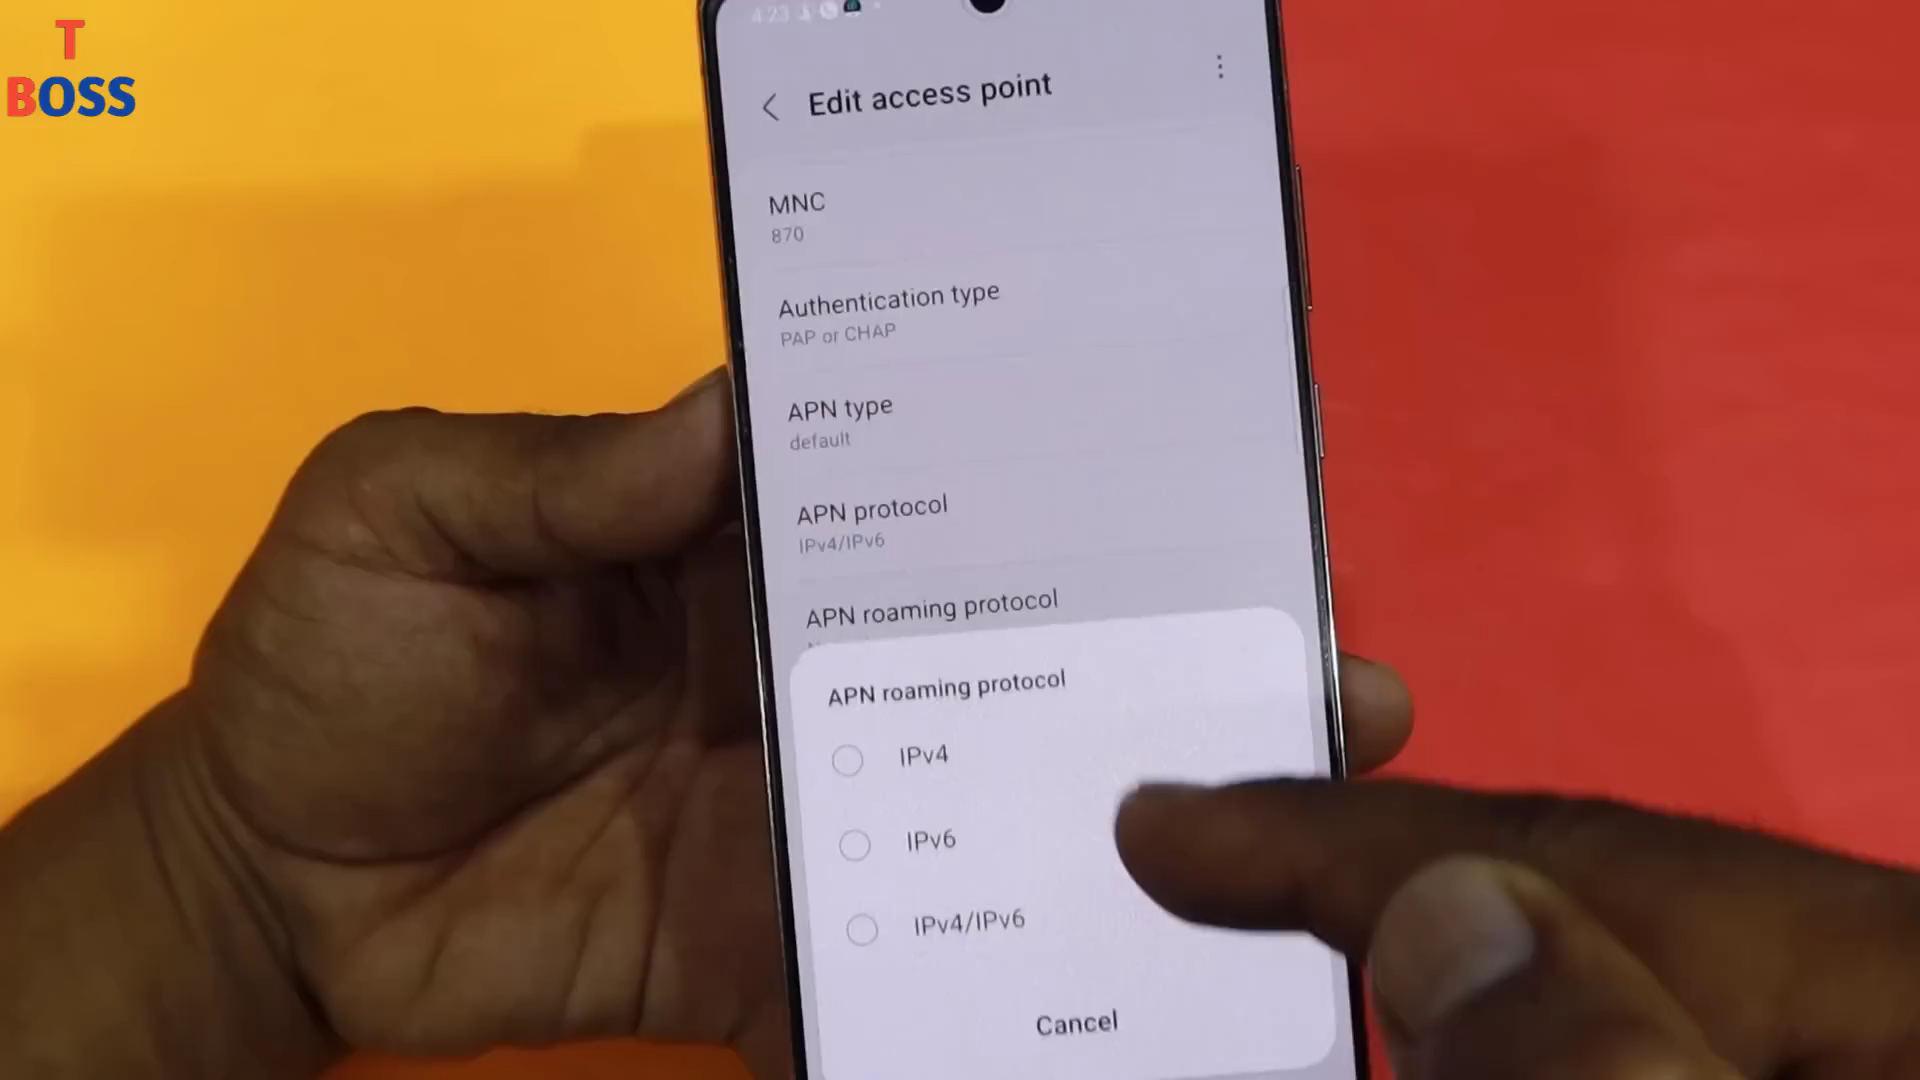 T
BOSS
4:23
Edit access point
MNC
870
Authentication type
PAP or CHAP
APN type
default
APN protocol
IPv4/IPv6
APN roaming protocol
APN roaming protocol
IPv4
IPv6
IPv4/IPv6
Cancel